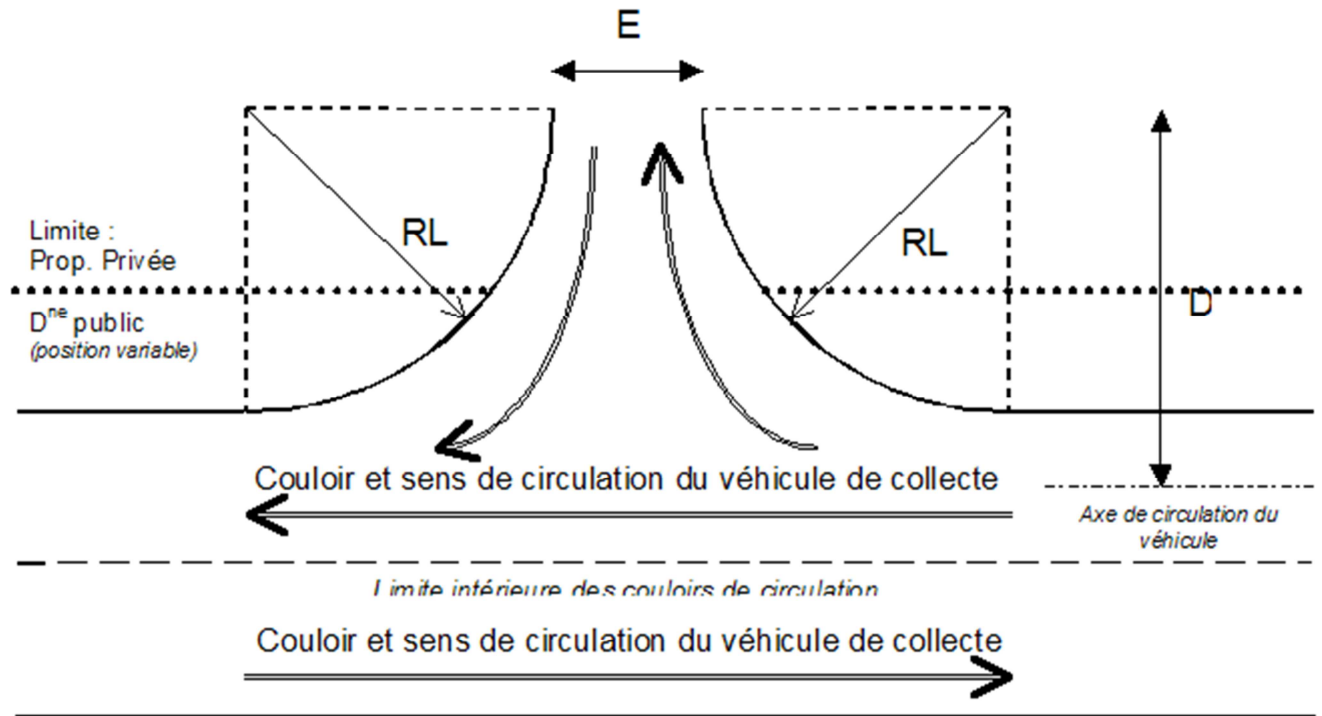 E
RL
RL
Limite :
Prop. Privée
D
Dne public
(position variable)
Couloir et sens de circulation du véhicule de collecte
Axe de circulation du
véhicule
Limite intérieure des couloirs de circulation
Couloir et sens de circulation du véhicule de collecte